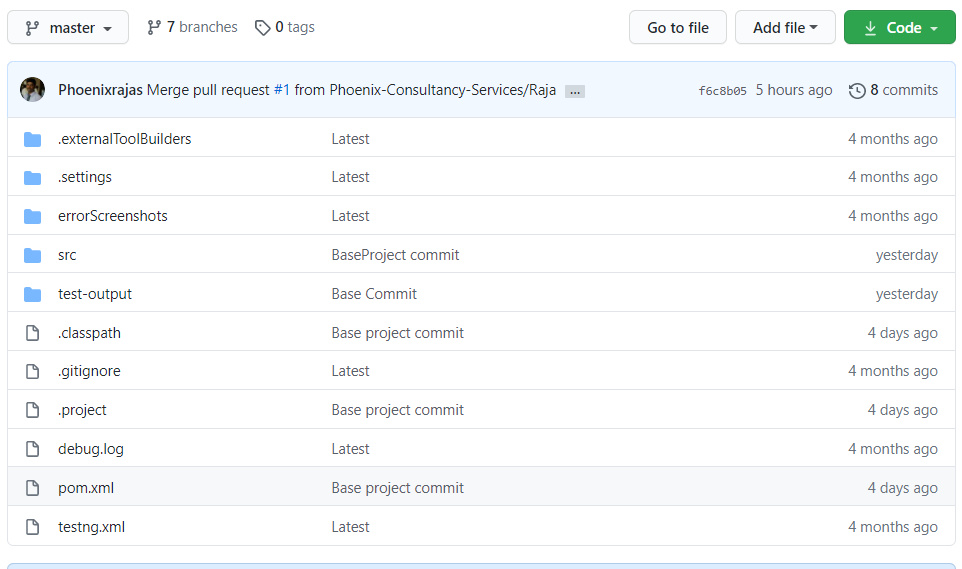 master 7 branches 0 tags Go to file Add file Code
Phoenixrajas Merge pull request #1 from Phoenix-Consultancy-Services/Raja ... f6c8b05 5 hours ago 8 commits
.externalToolBuilders Latest 4 months ago
.settings Latest 4 months ago
errorScreenshots Latest 4 months ago
src BaseProject commit yesterday
test-output Base Commit yesterday
.classpath Base project commit 4 days ago
.gitignore Latest 4 months ago
.project Base project commit 4 days ago
debug.log Latest 4 months ago
pom.xml Base project commit 4 days ago
testng.xml Latest 4 months ago